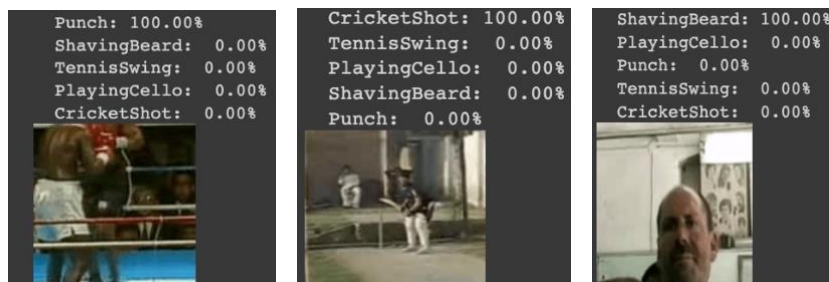 Punch: 100.00%
ShavingBeard: 0.00%
TennisSwing: 0.00%
PlayingCello: 0.00%
CricketShot: 0.00%
CricketShot: 100.00%
TennisSwing: 0.00%
PlayingCello: 0.00%
ShavingBeard: 0.00%
Punch: 0.00%
ShavingBeard: 100.00%
PlayingCello: 0.00%
Punch: 0.00%
TennisSwing: 0.00%
CricketShot: 0.00%